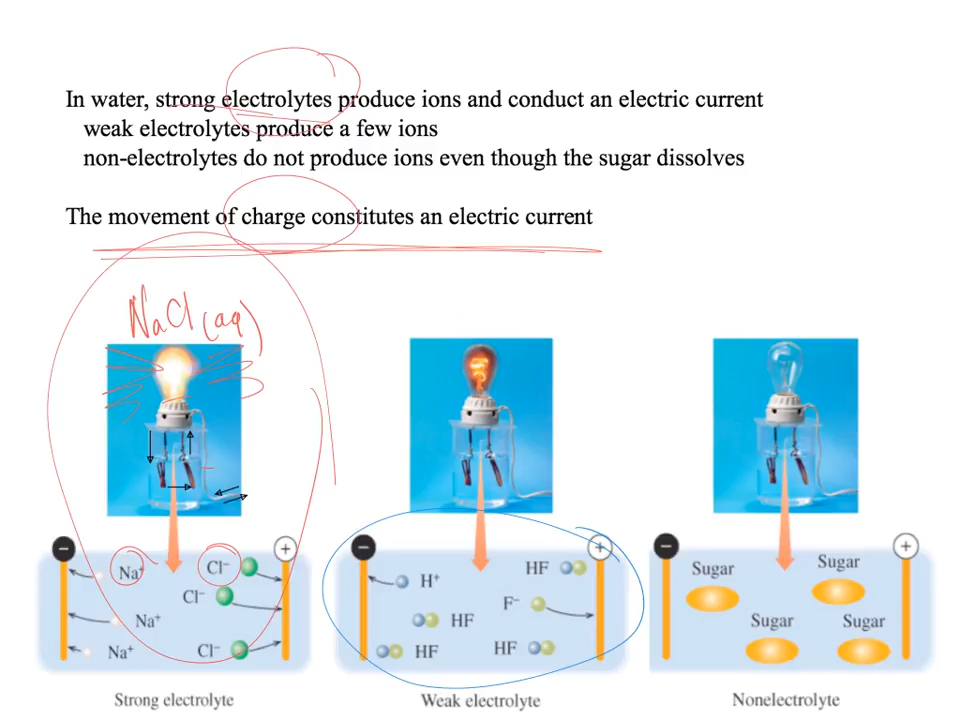 In water, strong electrolytes produce ions and conduct an electric current
weak electrolytes produce a few ions
non-electrolytes do not produce ions even though the sugar dissolves
The movement of charge constitutes an electric current
NaCl (aq)
− + − + − +
Na⁺ Cl⁻
Cl⁻
Na⁺
Na⁺ Cl⁻
H⁺ HF
F⁻
HF
HF HF
Sugar Sugar
Sugar Sugar
Strong electrolyte Weak electrolyte Nonelectrolyte